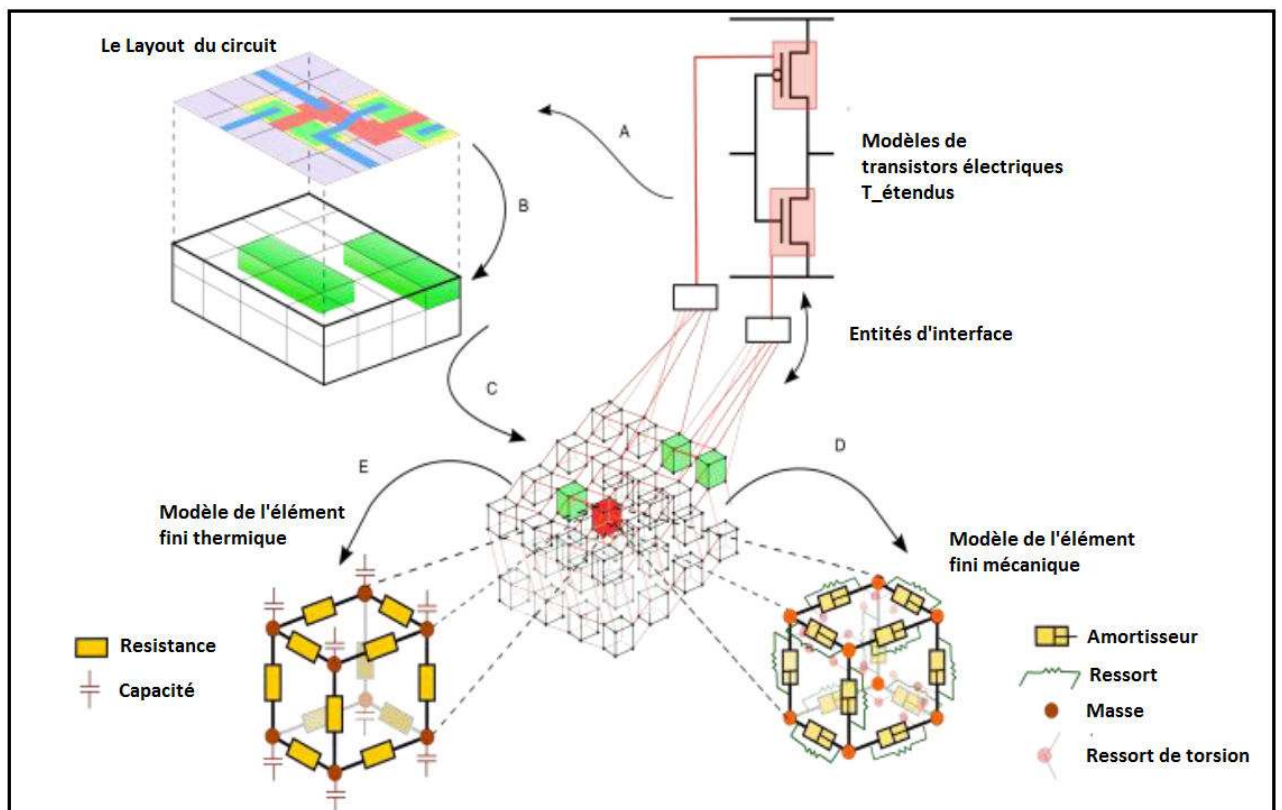 Le Layout du circuit
A
B
Modèles de
transistors électriques
T_étendus
Entités d'interface
C
D
E
Modèle de l'élément
fini thermique
Modèle de l'élément
fini mécanique
Resistance
Capacité
Amortisseur
Ressort
Masse
Ressort de torsion